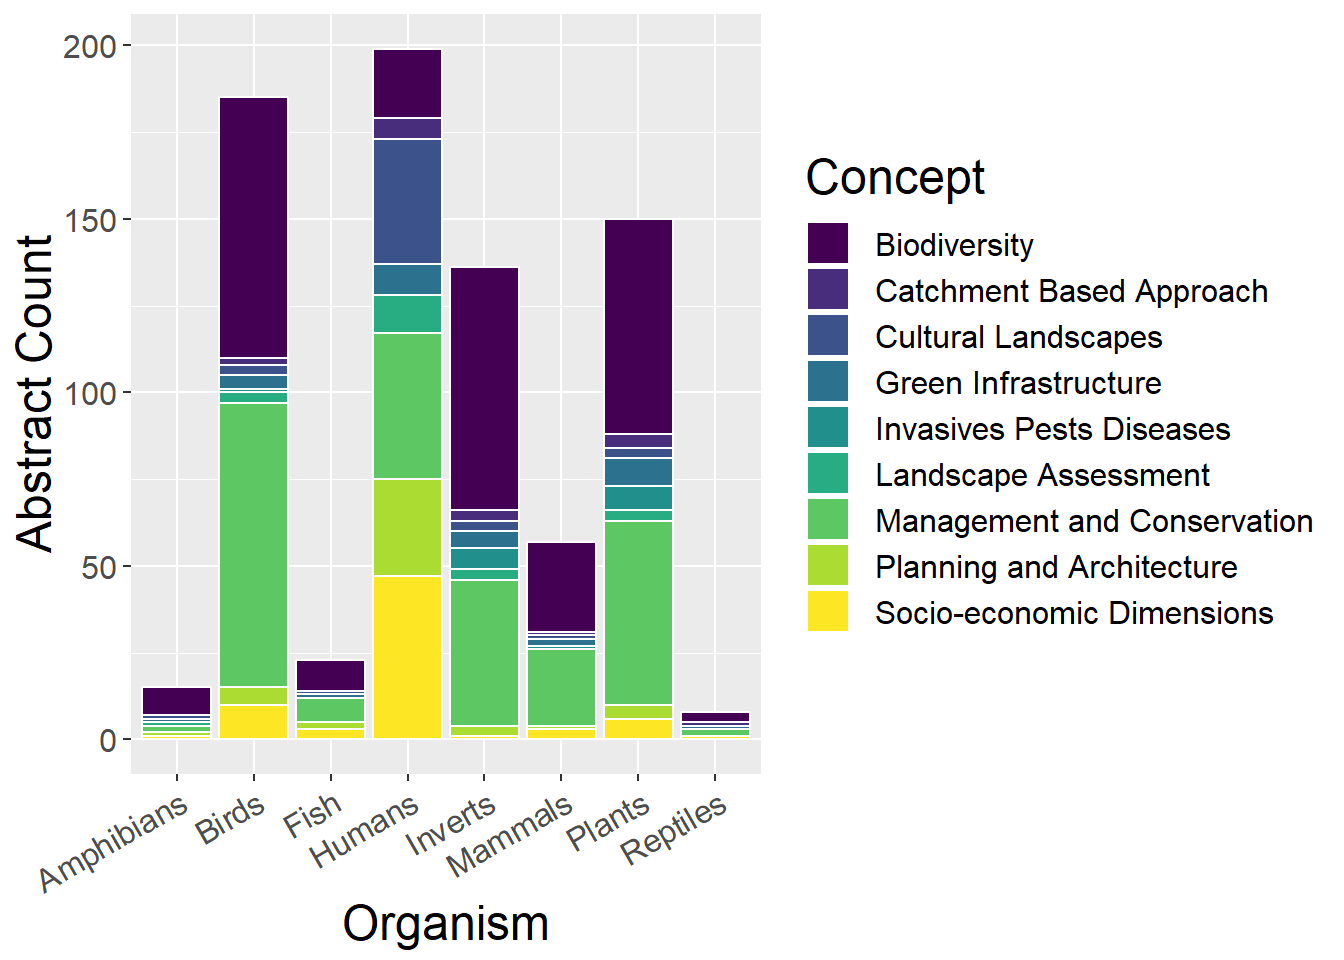 200
150
100
50
0
Abstract Count
Amphibians
Birds
Fish
Humans
Inverts
Mammals
Plants
Reptiles
Organism
Concept
Biodiversity
Catchment Based Approach
Cultural Landscapes
Green Infrastructure
Invasives Pests Diseases
Landscape Assessment
Management and Conservation
Planning and Architecture
Socio-economic Dimensions